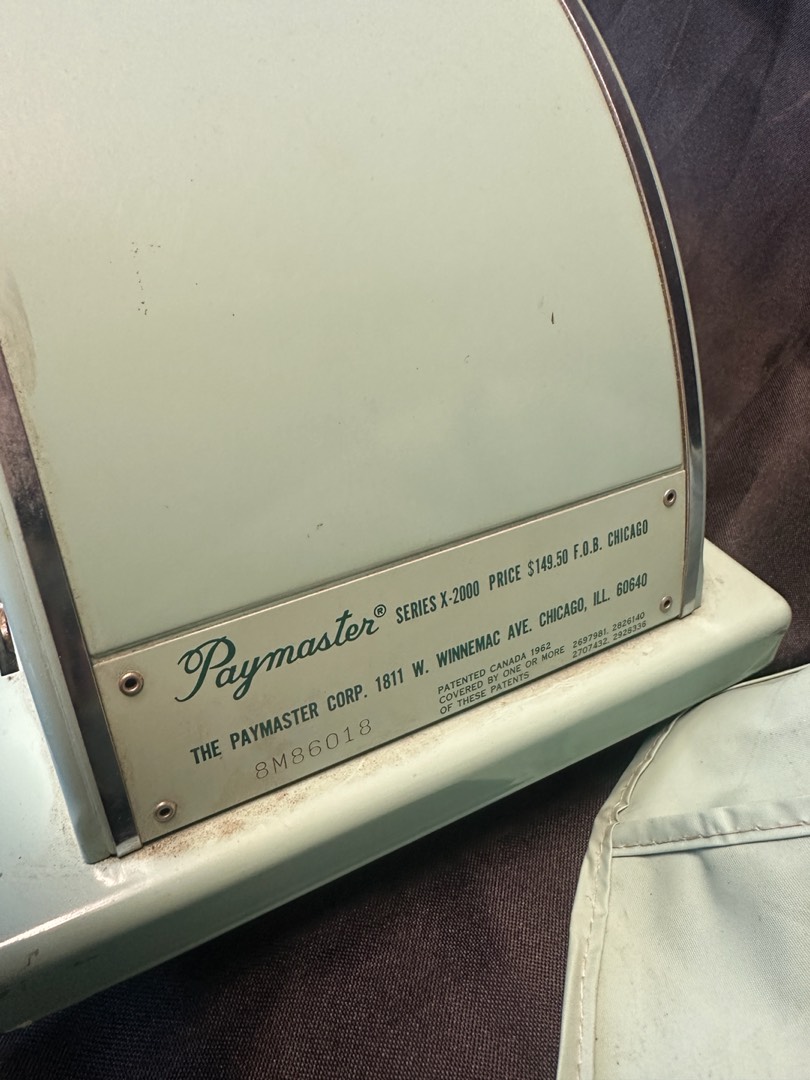 Paymaster® SERIES X-2000 PRICE $149.50 F.O.B. CHICAGO
THE PAYMASTER CORP. 1811 W. WINNEMAC AVE. CHICAGO, ILL. 60640
PATENTED CANADA 1962
COVERED BY ONE OR MORE
OF THESE PATENTS
2697981. 2826140
2707432. 2926336
8M86018